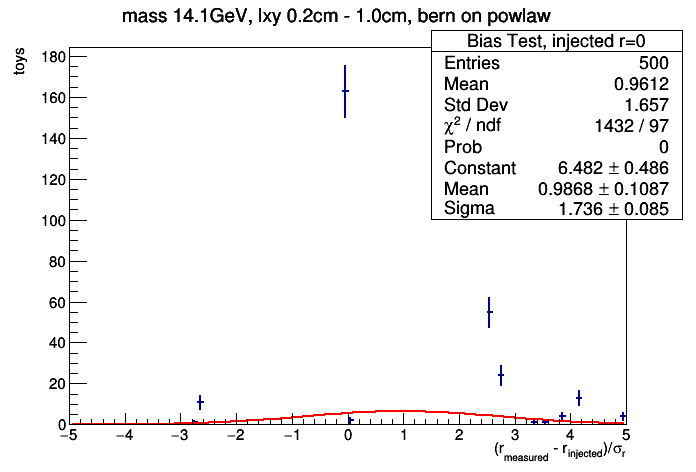 mass 14.1GeV, lxy 0.2cm - 1.0cm, bern on powlaw
Bias Test, injected r=0
Entries 500
Mean 0.9612
Std Dev 1.657
χ² / ndf 1432 / 97
Prob 0
Constant 6.482 ± 0.486
Mean 0.9868 ± 0.1087
Sigma 1.736 ± 0.085
toys
180
160
140
120
100
80
60
40
20
0
−5 −4 −3 −2 −1 0 1 2 3 4 5
(r_measured - r_injected)/σ_r